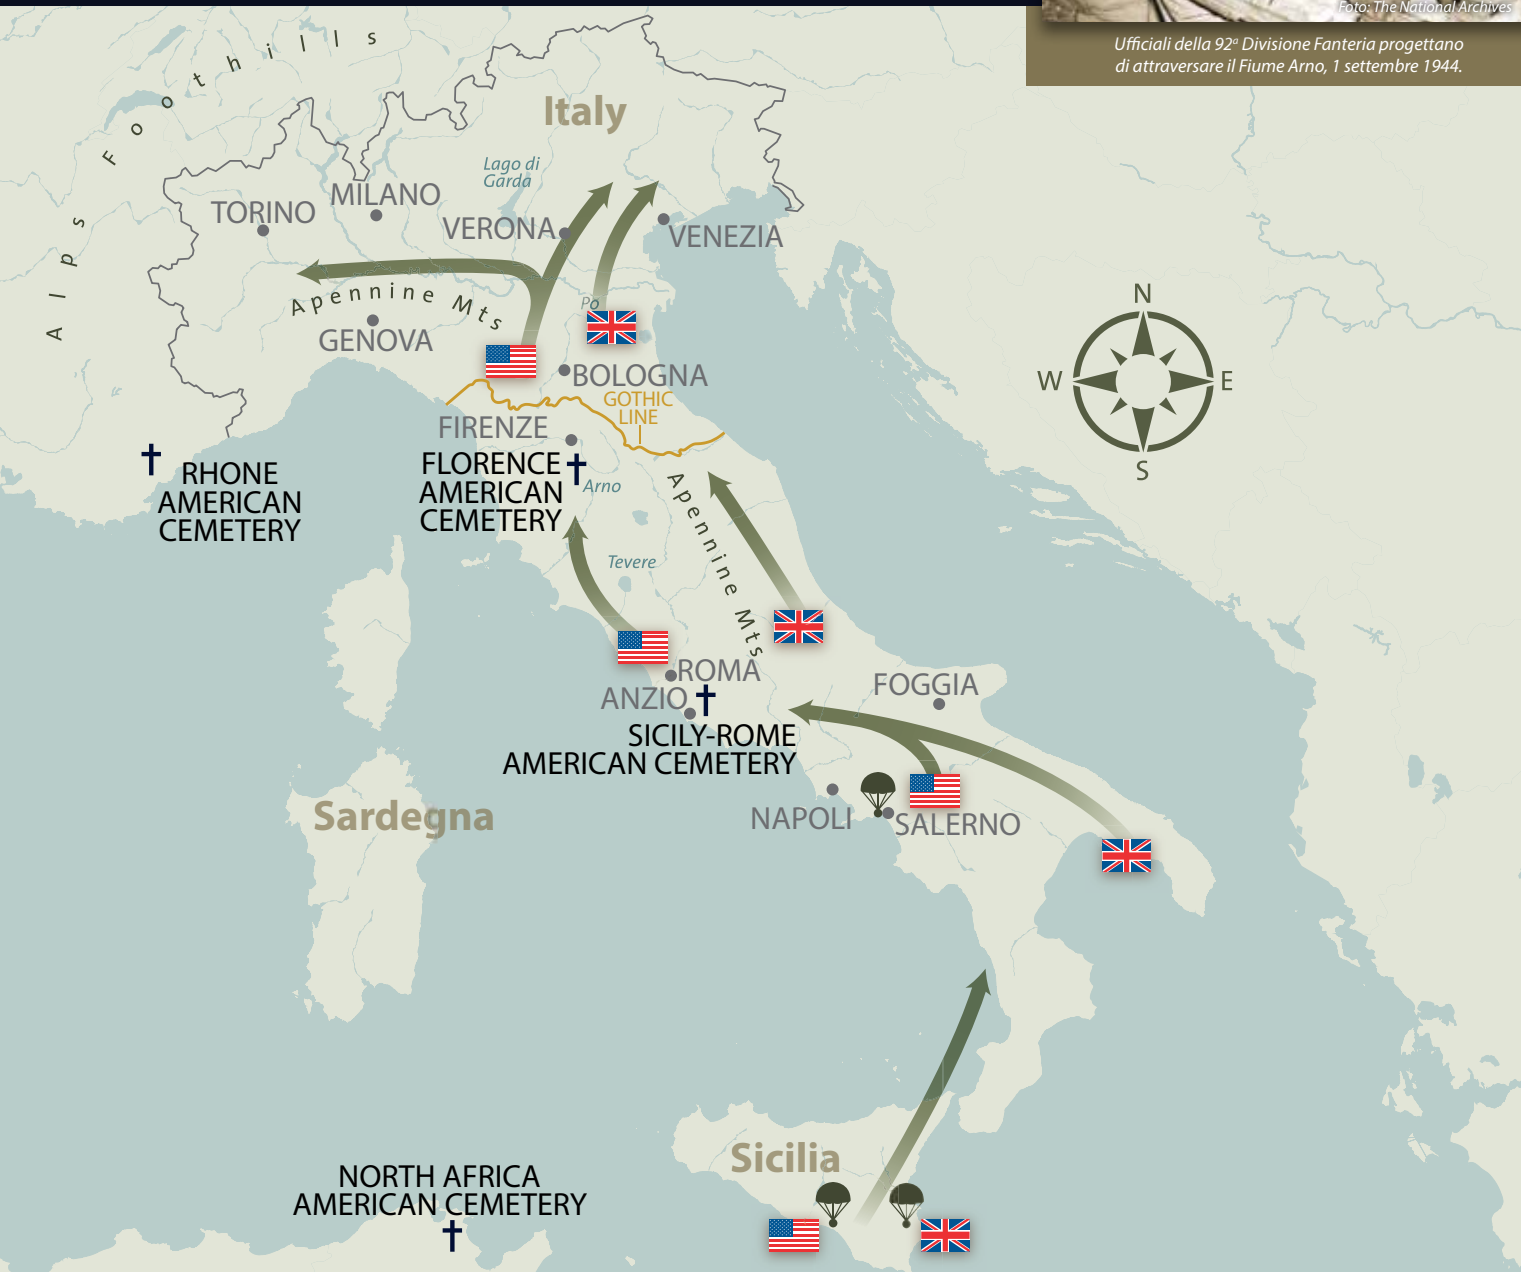 Foto: The National Archives
Ufficiali della 92ª Divisione Fanteria progettano
di attraversare il Fiume Arno, 1 settembre 1944.
Alps Foothills
Italy
Lago di
Garda
MILANO
TORINO
VERONA
VENEZIA
Apennine Mts
Po
GENOVA
BOLOGNA
GOTHIC
LINE
FIRENZE
N
W
E
S
RHONE
AMERICAN
CEMETERY
FLORENCE
AMERICAN
CEMETERY
Arno
Apennine Mts
Tevere
ROMA
ANZIO
FOGGIA
SICILY-ROME
AMERICAN CEMETERY
Sardegna
NAPOLI
SALERNO
Sicilia
NORTH AFRICA
AMERICAN CEMETERY